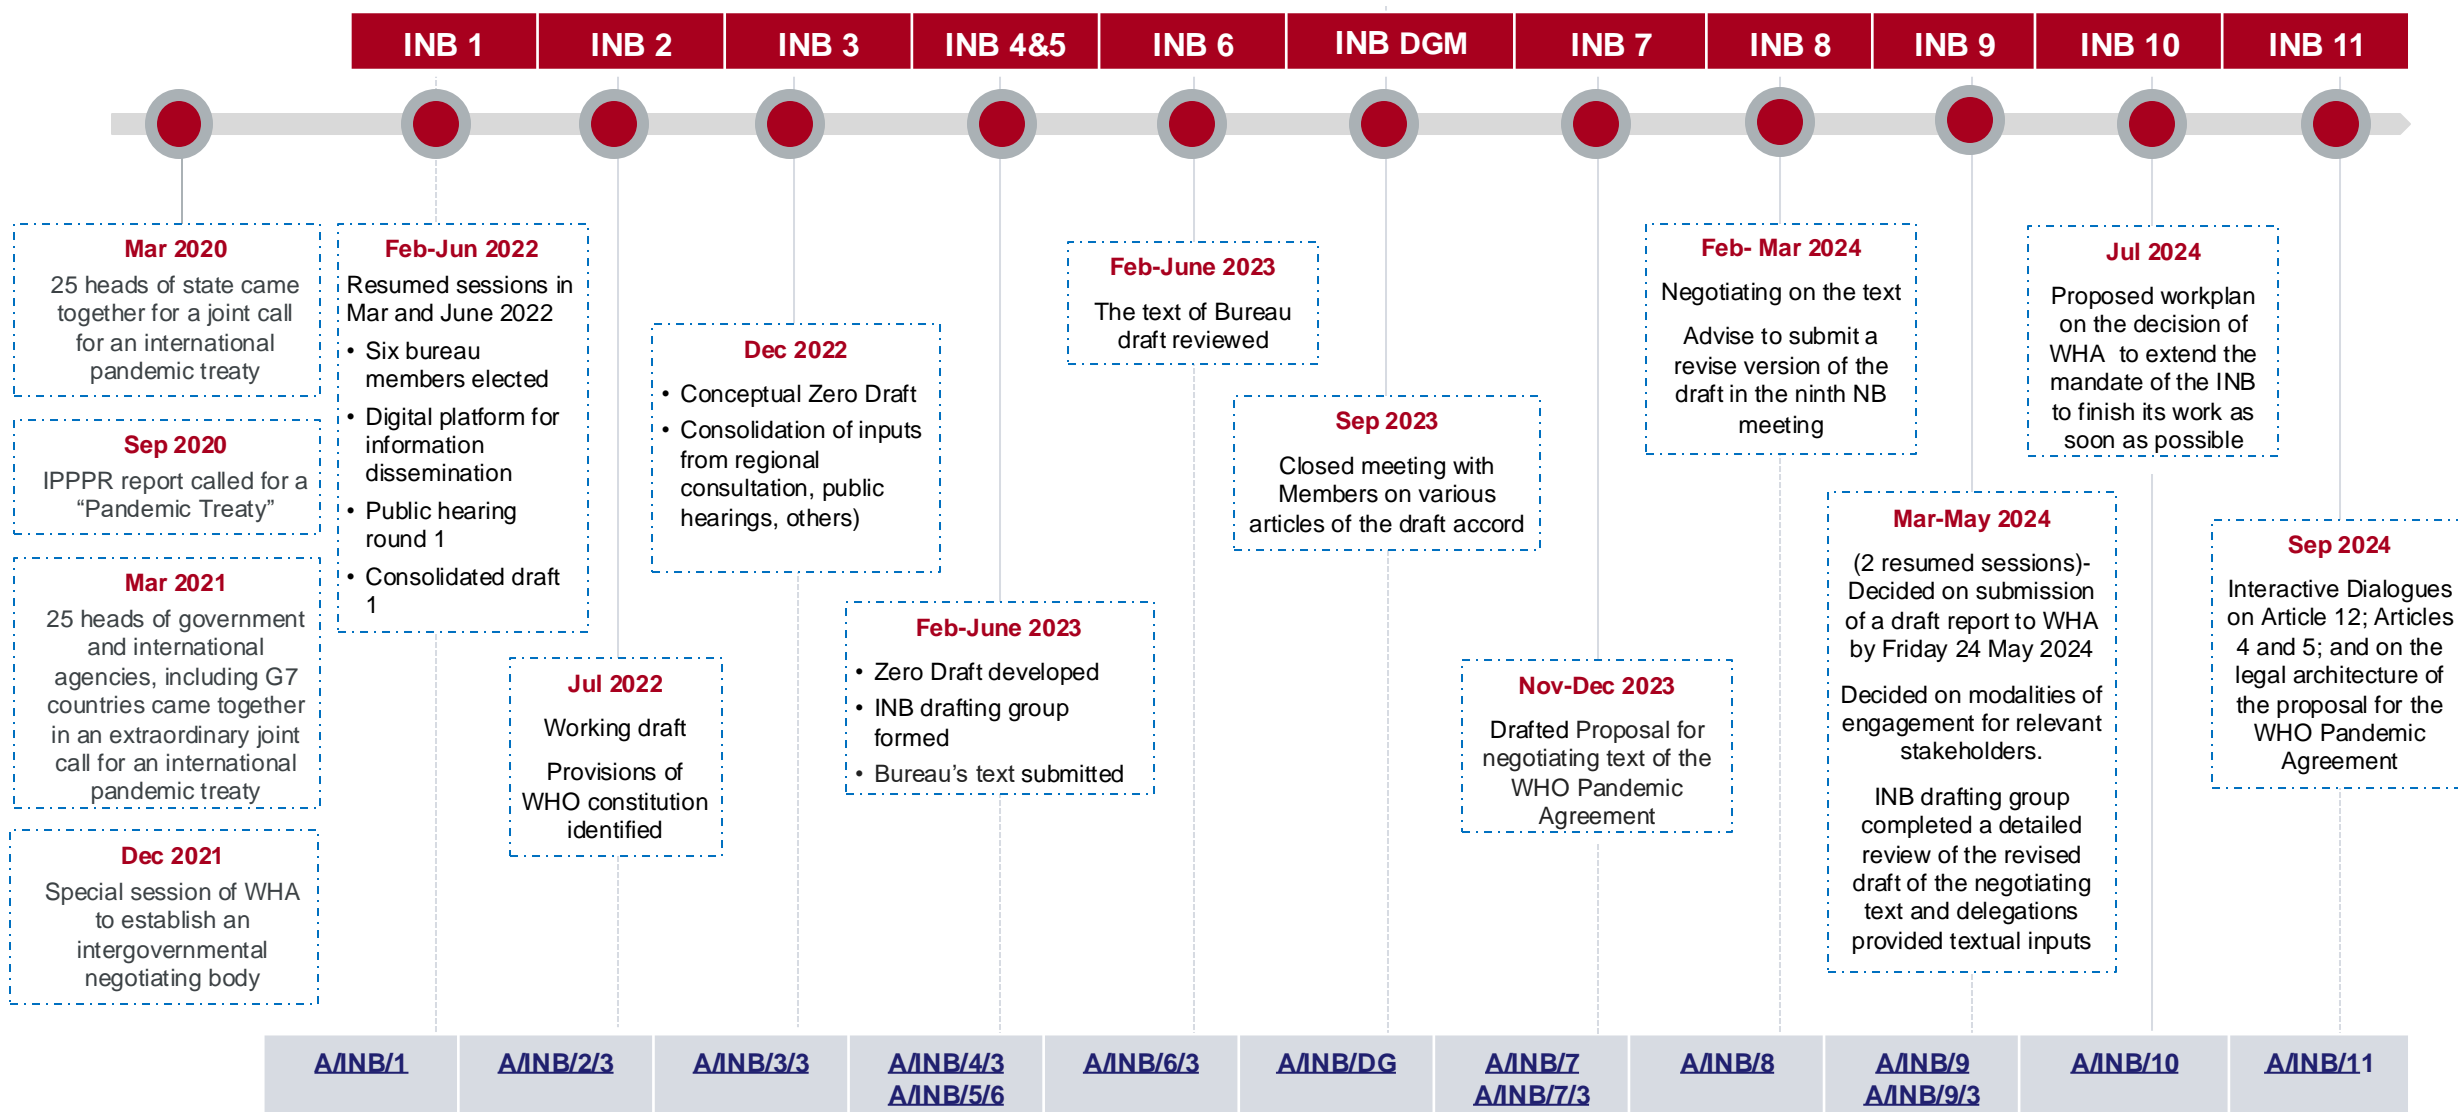 INB 1
INB 2
INB 3
INB 4&5
INB 6
INB DGM
INB 7
INB 8
INB 9
INB 10
INB 11
Mar 2020
25 heads of state came
together for a joint call
for an international
pandemic treaty
Sep 2020
IPPPR report called for a
“Pandemic Treaty”
Mar 2021
25 heads of government
and international
agencies, including G7
countries came together
in an extraordinary joint
call for an international
pandemic treaty
Dec 2021
Special session of WHA
to establish an
intergovernmental
negotiating body
Feb-Jun 2022
Resumed sessions in
Mar and June 2022
• Six bureau
members elected
• Digital platform for
information
dissemination
• Public hearing
round 1
• Consolidated draft
1
Jul 2022
Working draft
Provisions of
WHO constitution
identified
Dec 2022
• Conceptual Zero Draft
• Consolidation of inputs
from regional
consultation, public
hearings, others)
Feb-June 2023
• Zero Draft developed
• INB drafting group
formed
• Bureau’s text submitted
Feb-June 2023
The text of Bureau
draft reviewed
Sep 2023
Closed meeting with
Members on various
articles of the draft accord
Nov-Dec 2023
Drafted Proposal for
negotiating text of the
WHO Pandemic
Agreement
Feb- Mar 2024
Negotiating on the text
Advise to submit a
revise version of the
draft in the ninth NB
meeting
Mar-May 2024
(2 resumed sessions)-
Decided on submission
of a draft report to WHA
by Friday 24 May 2024
Decided on modalities of
engagement for relevant
stakeholders.
INB drafting group
completed a detailed
review of the revised
draft of the negotiating
text and delegations
provided textual inputs
Jul 2024
Proposed workplan
on the decision of
WHA to extend the
mandate of the INB
to finish its work as
soon as possible
Sep 2024
Interactive Dialogues
on Article 12; Articles
4 and 5; and on the
legal architecture of
the proposal for the
WHO Pandemic
Agreement
A/INB/1
A/INB/2/3
A/INB/3/3
A/INB/4/3
A/INB/5/6
A/INB/6/3
A/INB/DG
A/INB/7
A/INB/7/3
A/INB/8
A/INB/9
A/INB/9/3
A/INB/10
A/INB/11